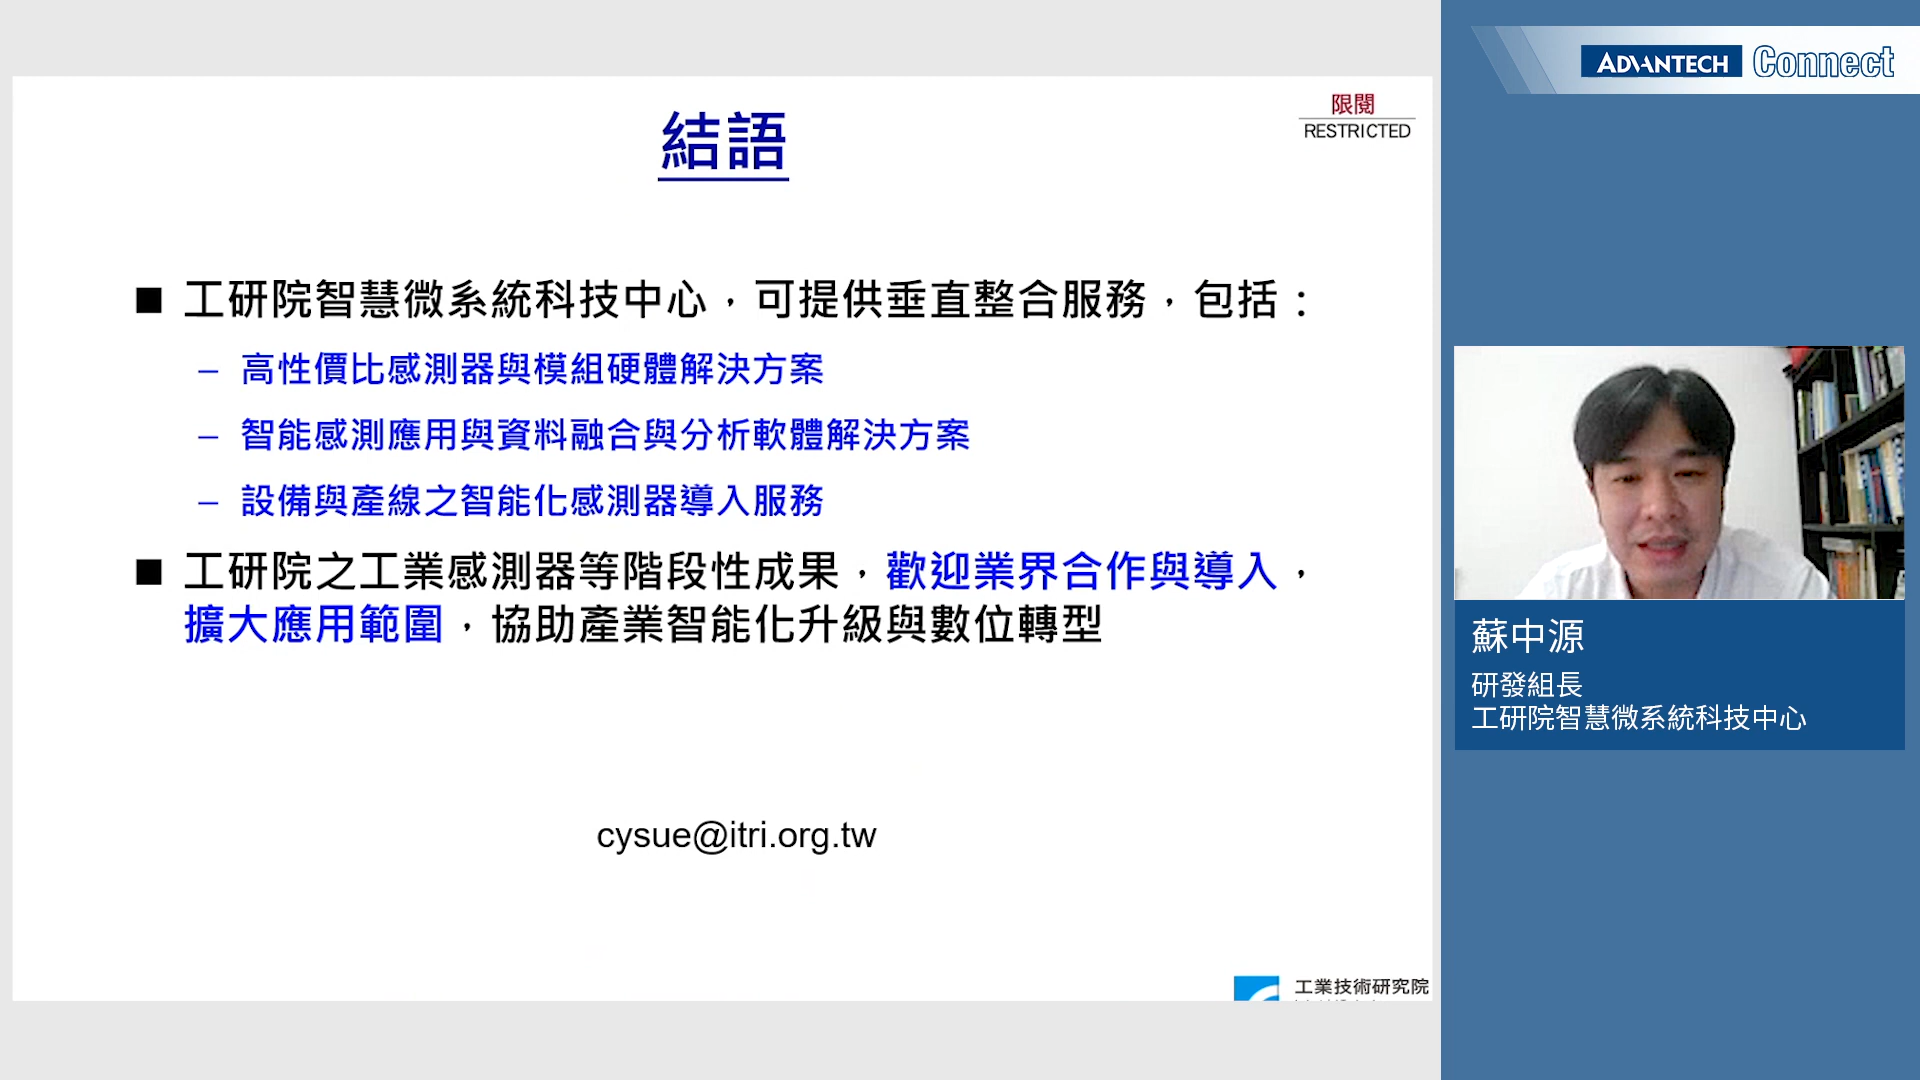 限閱
RESTRICTED
結語
■ 工研院智慧微系統科技中心，可提供垂直整合服務，包括：
– 高性價比感測器與模組硬體解決方案
– 智能感測應用與資料融合與分析軟體解決方案
– 設備與產線之智能化感測器導入服務
■ 工研院之工業感測器等階段性成果，歡迎業界合作與導入，
擴大應用範圍，協助產業智能化升級與數位轉型
cysue@itri.org.tw
工業技術研究院
ADVANTECH Connect
蘇中源
研發組長
工研院智慧微系統科技中心